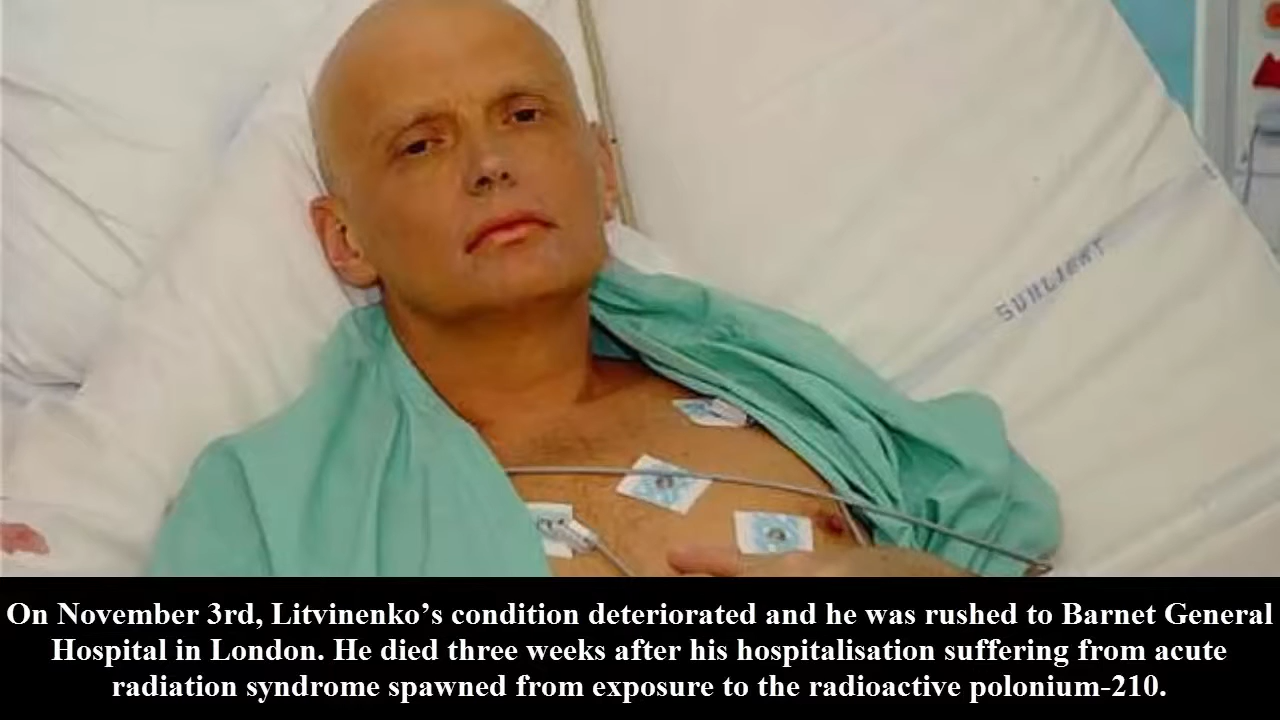 SUNLIGHT
On November 3rd, Litvinenko’s condition deteriorated and he was rushed to Barnet General
Hospital in London. He died three weeks after his hospitalisation suffering from acute
radiation syndrome spawned from exposure to the radioactive polonium-210.